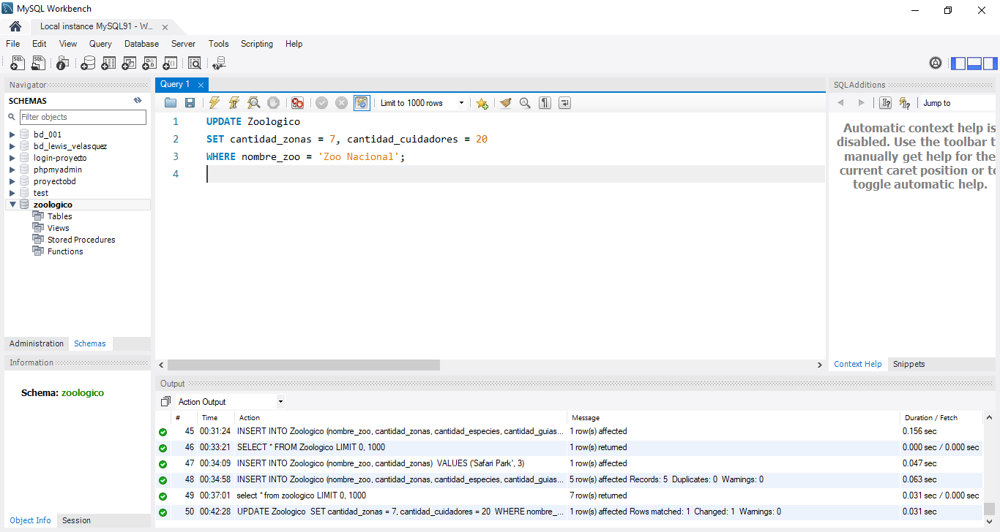 MySQL Workbench
Local instance MySQL91 - W...
File Edit View Query Database Server Tools Scripting Help
Navigator
SCHEMAS
Filter objects
bd_001
bd_lewis_velasquez
login-proyecto
phpmyadmin
proyectobd
test
zoologico
Tables
Views
Stored Procedures
Functions
Administration Schemas
Information
Schema: zoologico
Object Info Session
Query 1
Limit to 1000 rows
1 UPDATE Zoologico
2 SET cantidad_zonas = 7, cantidad_cuidadores = 20
3 WHERE nombre_zoo = 'Zoo Nacional';
4
SQLAdditions
Jump to
Automatic context help is
disabled. Use the toolbar t
manually get help for the
current caret position or to
toggle automatic help.
Context Help Snippets
Output
Action Output
# Time Action Message Duration / Fetch
45 00:31:24 INSERT INTO Zoologico (nombre_zoo, cantidad_zonas, cantidad_especies, cantidad_guias... 1 row(s) affected 0.156 sec
46 00:33:21 SELECT * FROM Zoologico LIMIT 0, 1000 1 row(s) returned 0.000 sec / 0.000 sec
47 00:34:09 INSERT INTO Zoologico (nombre_zoo, cantidad_zonas) VALUES ('Safari Park', 3) 1 row(s) affected 0.047 sec
48 00:34:58 INSERT INTO Zoologico (nombre_zoo, cantidad_zonas, cantidad_especies, cantidad_guias... 5 row(s) affected Records: 5 Duplicates: 0 Warnings: 0 0.063 sec
49 00:37:01 select * from zoologico LIMIT 0, 1000 7 row(s) returned 0.031 sec / 0.000 sec
50 00:42:28 UPDATE Zoologico SET cantidad_zonas = 7, cantidad_cuidadores = 20 WHERE nombre_... 1 row(s) affected Rows matched: 1 Changed: 1 Warnings: 0 0.031 sec